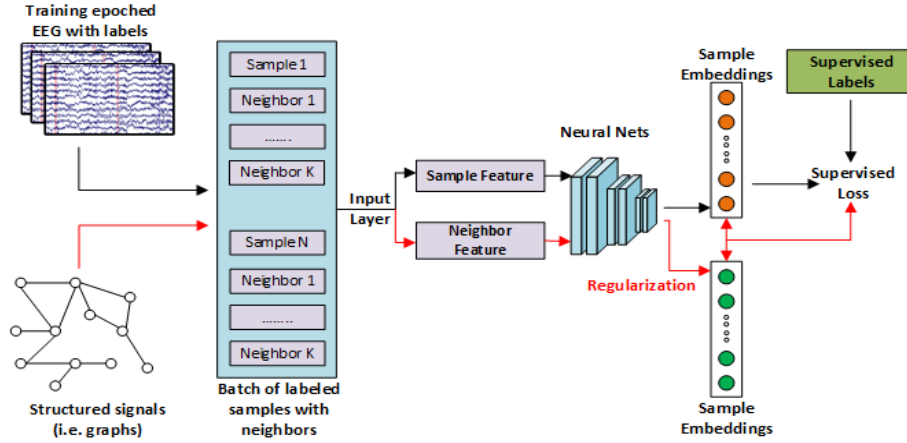 Training epoched
EEG with labels
Sample 1
Neighbor 1
.......
Neighbor K
Sample N
Neighbor 1
........
Neighbor K
Batch of labeled
samples with
neighbors
Structured signals
(i.e. graphs)
Input
Layer
Sample Feature
Neighbor
Feature
Neural Nets
Regularization
Sample
Embeddings
Supervised
Labels
Supervised
Loss
Sample
Embeddings